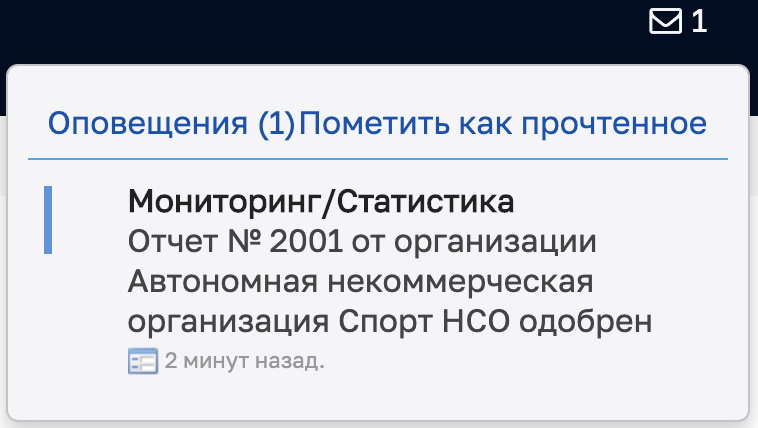 1
Оповещения (1)Пометить как прочтенное
Мониторинг/Статистика
Отчет № 2001 от организации
Автономная некоммерческая
организация Спорт НСО одобрен
2 минут назад.